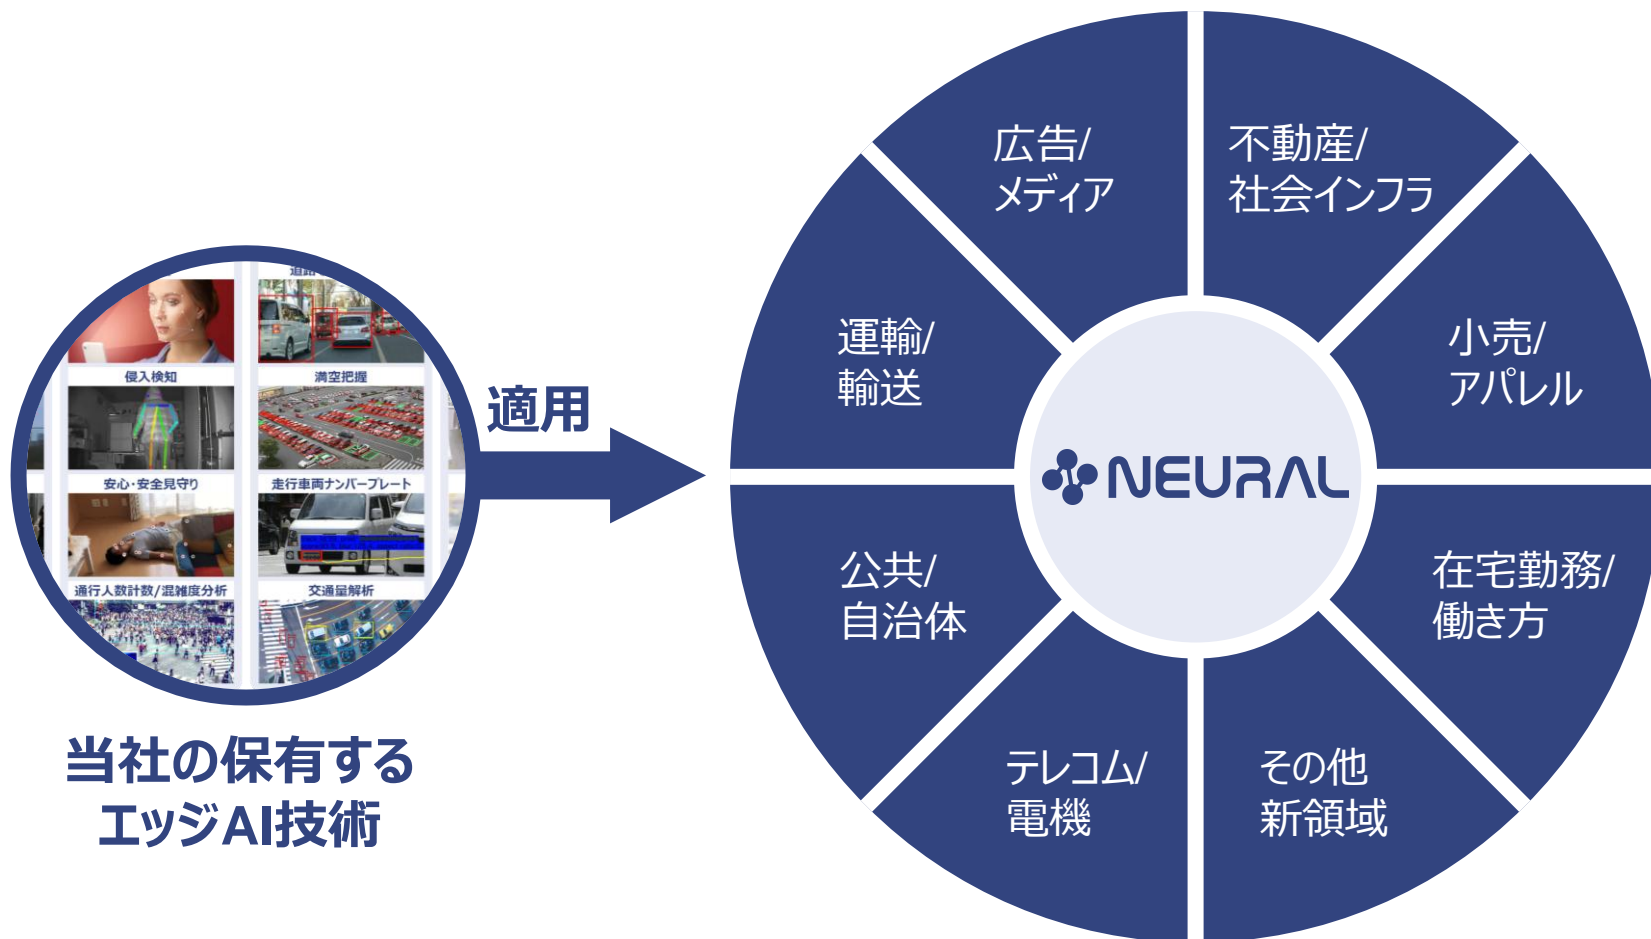 侵入検知
満空把握
安心・安全見守り
走行車両ナンバープレート
通行人数計数/混雑度分析
交通量解析
当社の保有する
エッジAI技術
適用
広告/
メディア
不動産/
社会インフラ
運輸/
輸送
小売/
アパレル
NEURAL
公共/
自治体
在宅勤務/
働き方
テレコム/
電機
その他
新領域